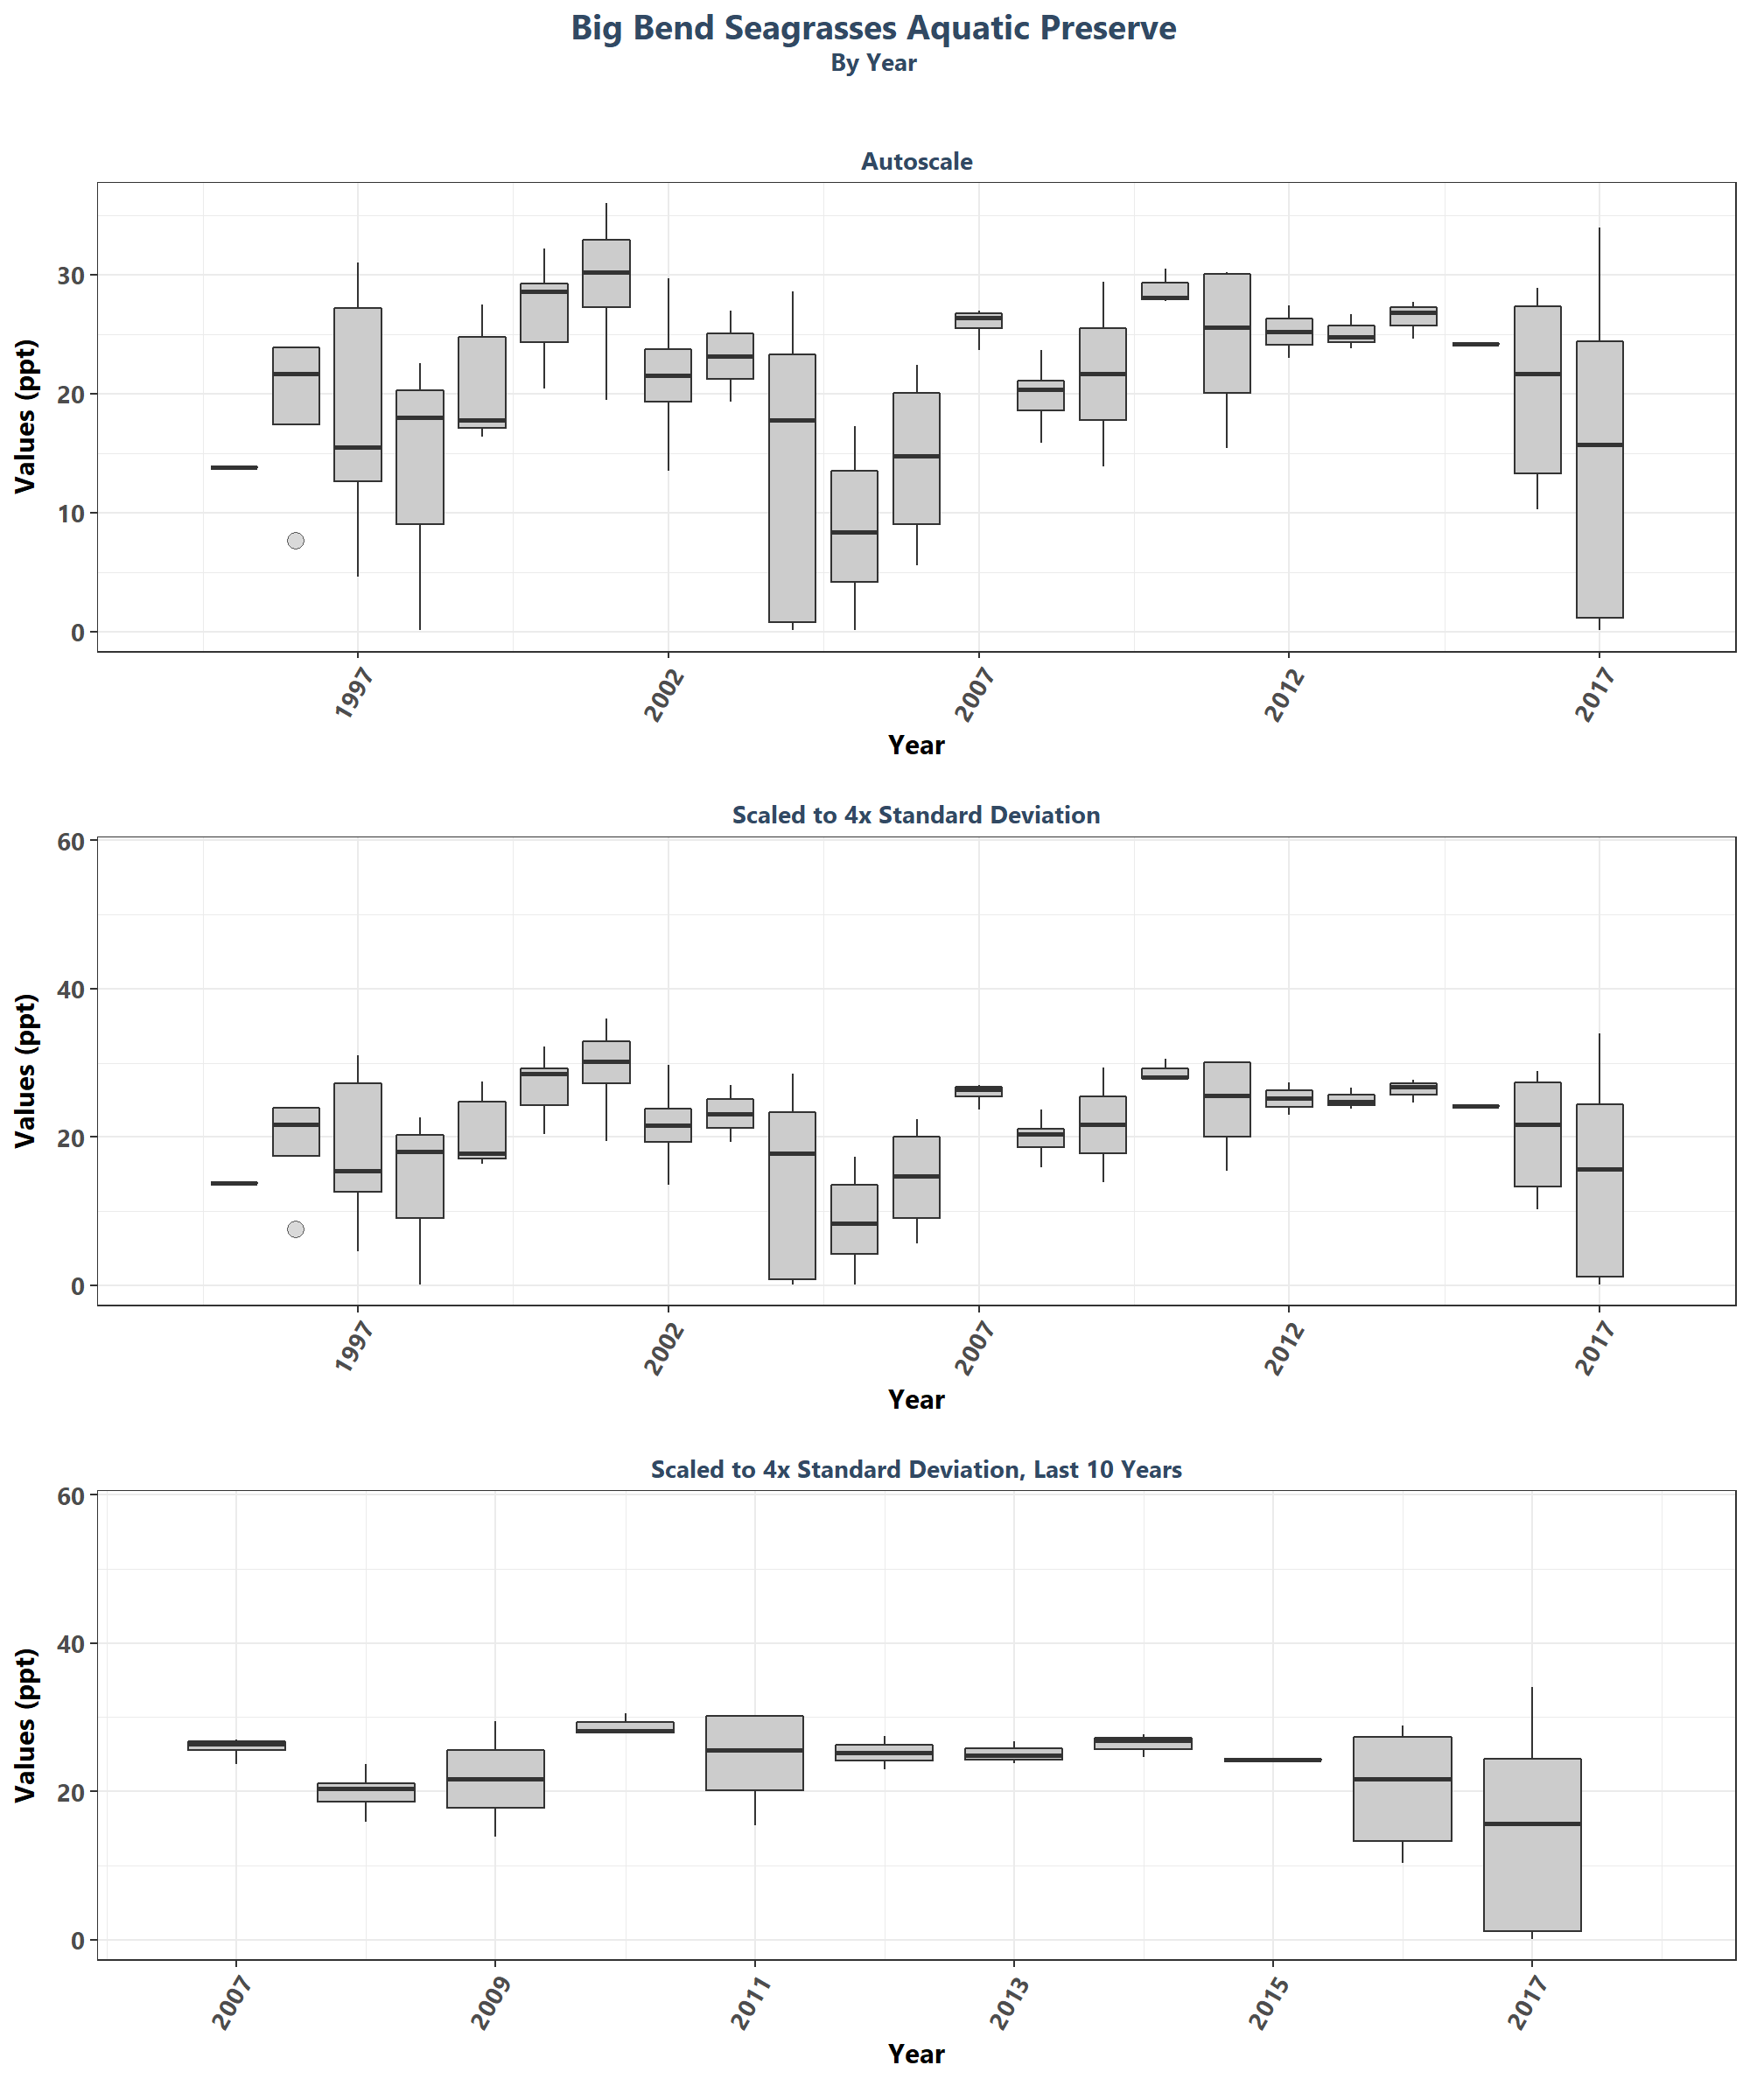 Big Bend Seagrasses Aquatic Preserve
By Year
Autoscale
Values (ppt)
30
20
10
0
1997
2002
2007
2012
2017
Year
Scaled to 4x Standard Deviation
Values (ppt)
60
40
20
0
1997
2002
2007
2012
2017
Year
Scaled to 4x Standard Deviation, Last 10 Years
Values (ppt)
60
40
20
0
2007
2009
2011
2013
2015
2017
Year